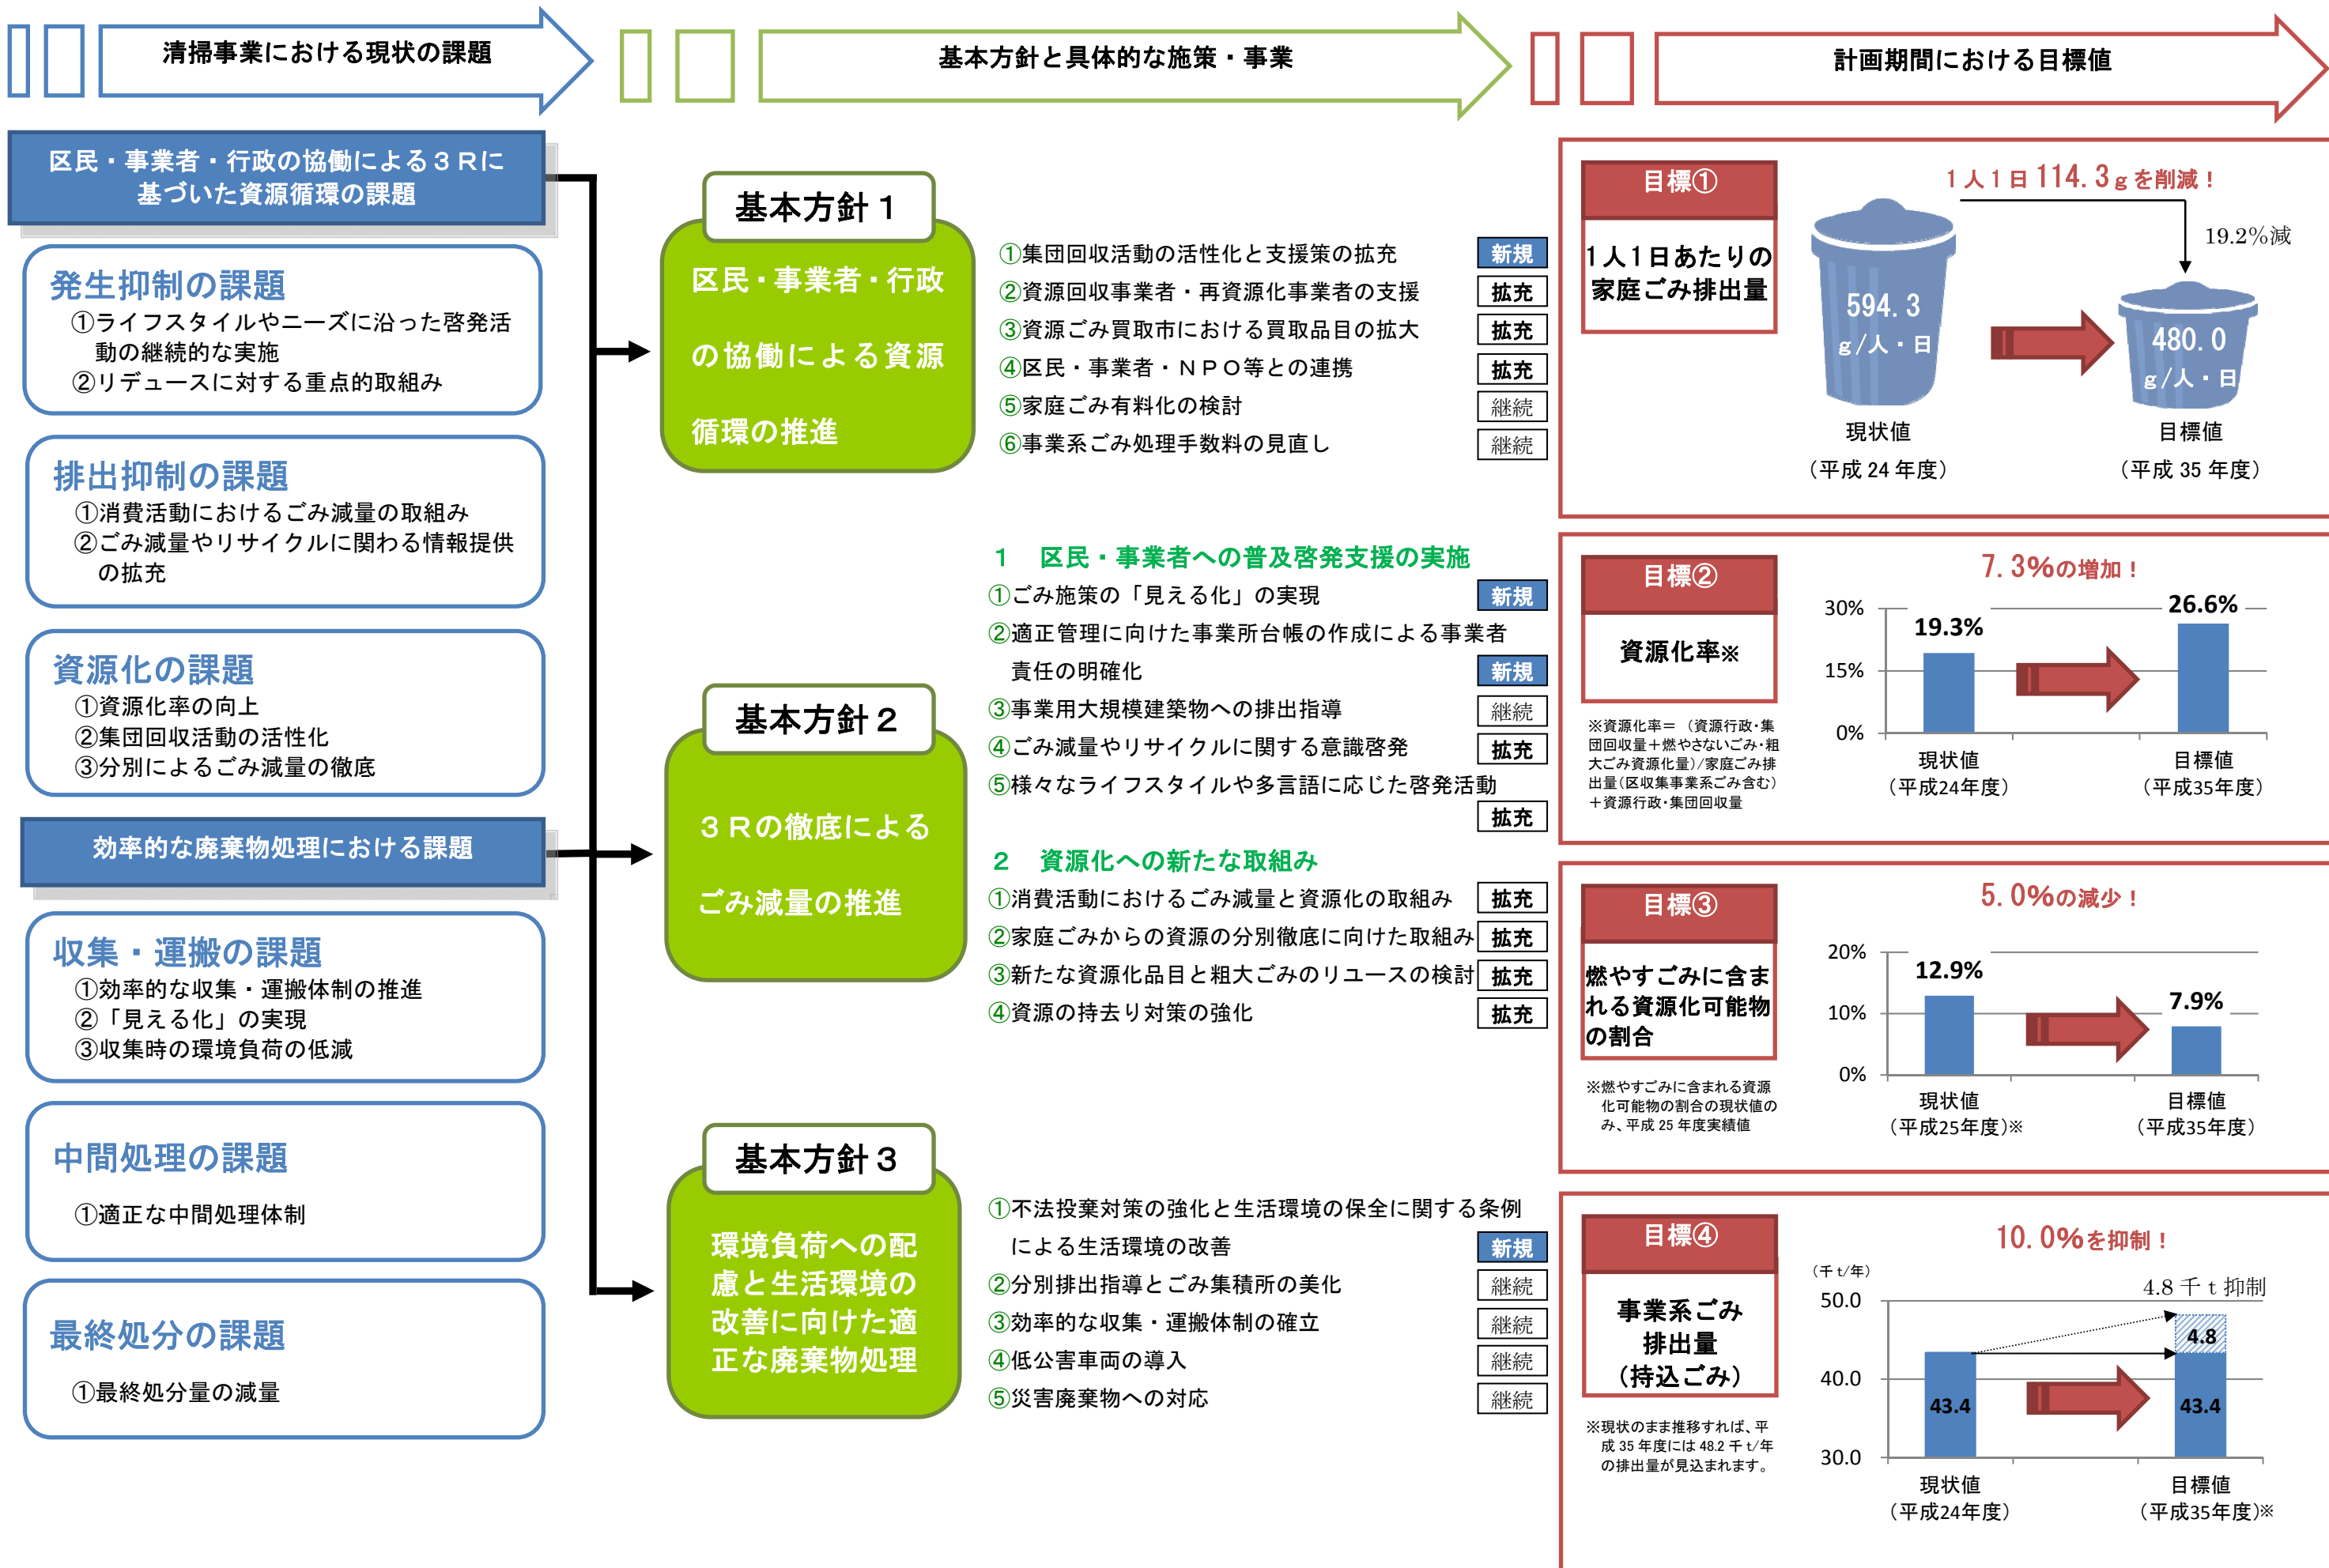 清掃事業における現状の課題
基本方針と具体的な施策・事業
計画期間における目標値
区民・事業者・行政の協働による３Ｒに
基づいた資源循環の課題
発生抑制の課題
①ライフスタイルやニーズに沿った啓発活
動の継続的な実施
②リデュースに対する重点的取組み
排出抑制の課題
①消費活動におけるごみ減量の取組み
②ごみ減量やリサイクルに関わる情報提供
の拡充
資源化の課題
①資源化率の向上
②集団回収活動の活性化
③分別によるごみ減量の徹底
効率的な廃棄物処理における課題
収集・運搬の課題
①効率的な収集・運搬体制の推進
②「見える化」の実現
③収集時の環境負荷の低減
中間処理の課題
①適正な中間処理体制
最終処分の課題
①最終処分量の減量
基本方針１
区民・事業者・行政
の協働による資源
循環の推進
①集団回収活動の活性化と支援策の拡充 新規
②資源回収事業者・再資源化事業者の支援 拡充
③資源ごみ買取市における買取品目の拡大 拡充
④区民・事業者・ＮＰＯ等との連携 拡充
⑤家庭ごみ有料化の検討 継続
⑥事業系ごみ処理手数料の見直し 継続
基本方針２
３Ｒの徹底による
ごみ減量の推進
１　区民・事業者への普及啓発支援の実施
①ごみ施策の「見える化」の実現 新規
②適正管理に向けた事業所台帳の作成による事業者
責任の明確化 新規
③事業用大規模建築物への排出指導 継続
④ごみ減量やリサイクルに関する意識啓発 拡充
⑤様々なライフスタイルや多言語に応じた啓発活動
拡充
２　資源化への新たな取組み
①消費活動におけるごみ減量と資源化の取組み 拡充
②家庭ごみからの資源の分別徹底に向けた取組み 拡充
③新たな資源化品目と粗大ごみのリユースの検討 拡充
④資源の持去り対策の強化 拡充
基本方針３
環境負荷への配
慮と生活環境の
改善に向けた適
正な廃棄物処理
①不法投棄対策の強化と生活環境の保全に関する条例
による生活環境の改善 新規
②分別排出指導とごみ集積所の美化 継続
③効率的な収集・運搬体制の確立 継続
④低公害車両の導入 継続
⑤災害廃棄物への対応 継続
目標①
1人1日あたりの
家庭ごみ排出量
1人1日114.3gを削減！
19.2%減
594.3
g/人・日
480.0
g/人・日
現状値
（平成 24 年度）
目標値
（平成 35 年度）
目標②
資源化率※
※資源化率＝（資源行政・集
団回収量＋燃やさないごみ・粗
大ごみ資源化量）/家庭ごみ排
出量（区収集事業系ごみ含む）
＋資源行政・集団回収量
7.3%の増加！
30%
15%
0%
19.3%
26.6%
現状値
（平成24年度）
目標値
（平成35年度）
目標③
燃やすごみに含ま
れる資源化可能物
の割合
※燃やすごみに含まれる資源
化可能物の割合の現状値の
み、平成 25 年度実績値
5.0%の減少！
20%
10%
0%
12.9%
7.9%
現状値
（平成25年度）※
目標値
（平成35年度）
目標④
事業系ごみ
排出量
（持込ごみ）
※現状のまま推移すれば、平
成 35 年度には 48.2 千 t/年
の排出量が見込まれます。
10.0%を抑制！
（千 t/年）
4.8 千 t 抑制
50.0
40.0
30.0
43.4
4.8
43.4
現状値
（平成24年度）
目標値
（平成35年度）※